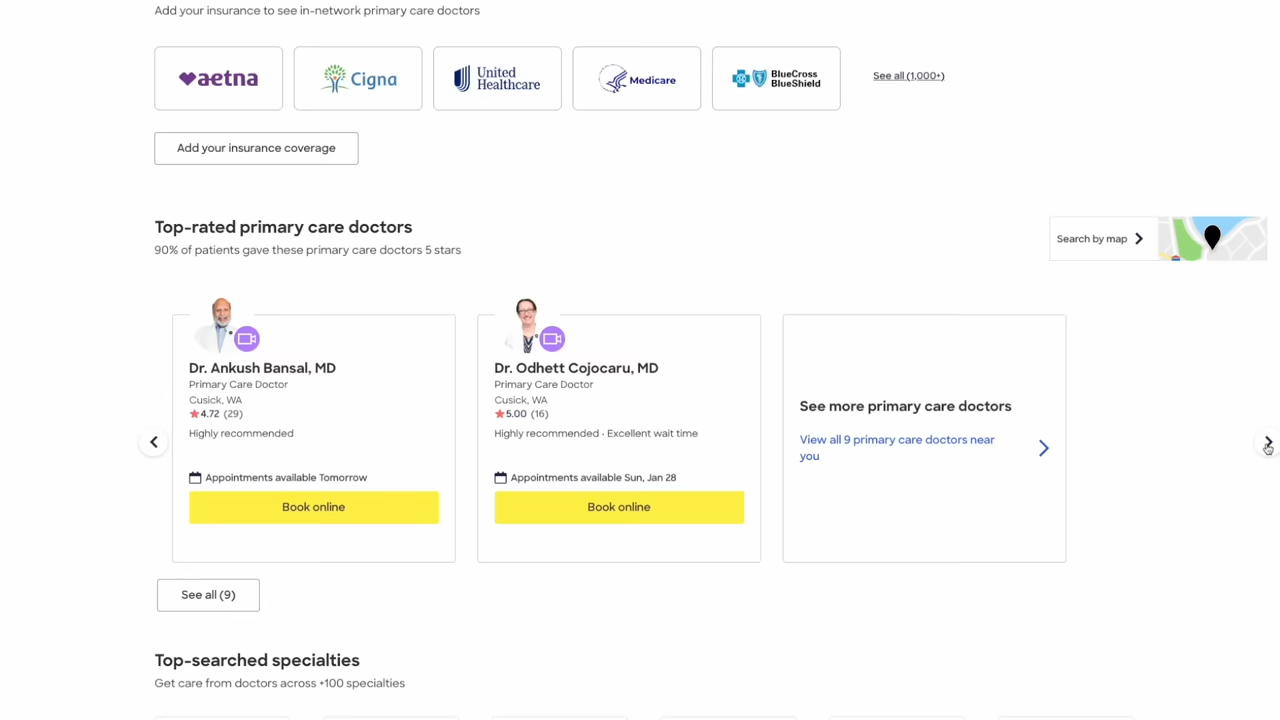 Add your insurance to see in-network primary care doctors
aetna
Cigna
United
Healthcare
Medicare
BlueCross
BlueShield
See all (1,000+)
Add your insurance coverage
Top-rated primary care doctors
90% of patients gave these primary care doctors 5 stars
Search by map
Dr. Ankush Bansal, MD
Primary Care Doctor
Cusick, WA
4.72 (29)
Highly recommended
Appointments available Tomorrow
Book online
Dr. Odhett Cojocaru, MD
Primary Care Doctor
Cusick, WA
5.00 (16)
Highly recommended · Excellent wait time
Appointments available Sun, Jan 28
Book online
See more primary care doctors
View all 9 primary care doctors near
you
See all (9)
Top-searched specialties
Get care from doctors across +100 specialties